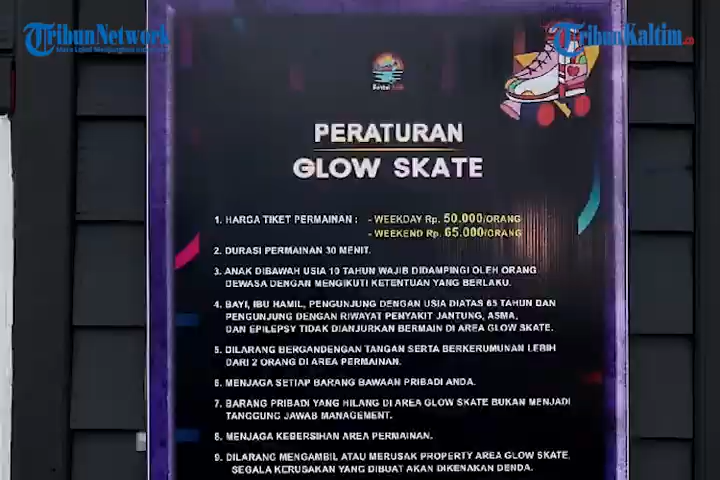 TribunNetwork
Mata Lokal Menjangkau Indonesia
TribunKaltim.co
PERATURAN
GLOW SKATE
1. HARGA TIKET PERMAINAN : - WEEKDAY Rp. 50.000/ORANG
- WEEKEND Rp. 65.000/ORANG
2. DURASI PERMAINAN 30 MENIT.
3. ANAK DIBAWAH USIA 10 TAHUN WAJIB DIDAMPINGI OLEH ORANG
DEWASA DENGAN MENGIKUTI KETENTUAN YANG BERLAKU.
4. BAYI, IBU HAMIL, PENGUNJUNG DENGAN USIA DIATAS 65 TAHUN DAN
PENGUNJUNG DENGAN RIWAYAT PENYAKIT JANTUNG, ASMA,
DAN EPILEPSY TIDAK DIANJURKAN BERMAIN DI AREA GLOW SKATE.
5. DILARANG BERGANDENGAN TANGAN SERTA BERKERUMUNAN LEBIH
DARI 2 ORANG DI AREA PERMAINAN.
6. MENJAGA SETIAP BARANG BAWAAN PRIBADI ANDA.
7. BARANG PRIBADI YANG HILANG DI AREA GLOW SKATE BUKAN MENJADI
TANGGUNG JAWAB MANAGEMENT.
8. MENJAGA KEBERSIHAN AREA PERMAINAN.
9. DILARANG MENGAMBIL ATAU MERUSAK PROPERTY AREA GLOW SKATE,
SEGALA KERUSAKAN YANG DIBUAT AKAN DIKENAKAN DENDA.